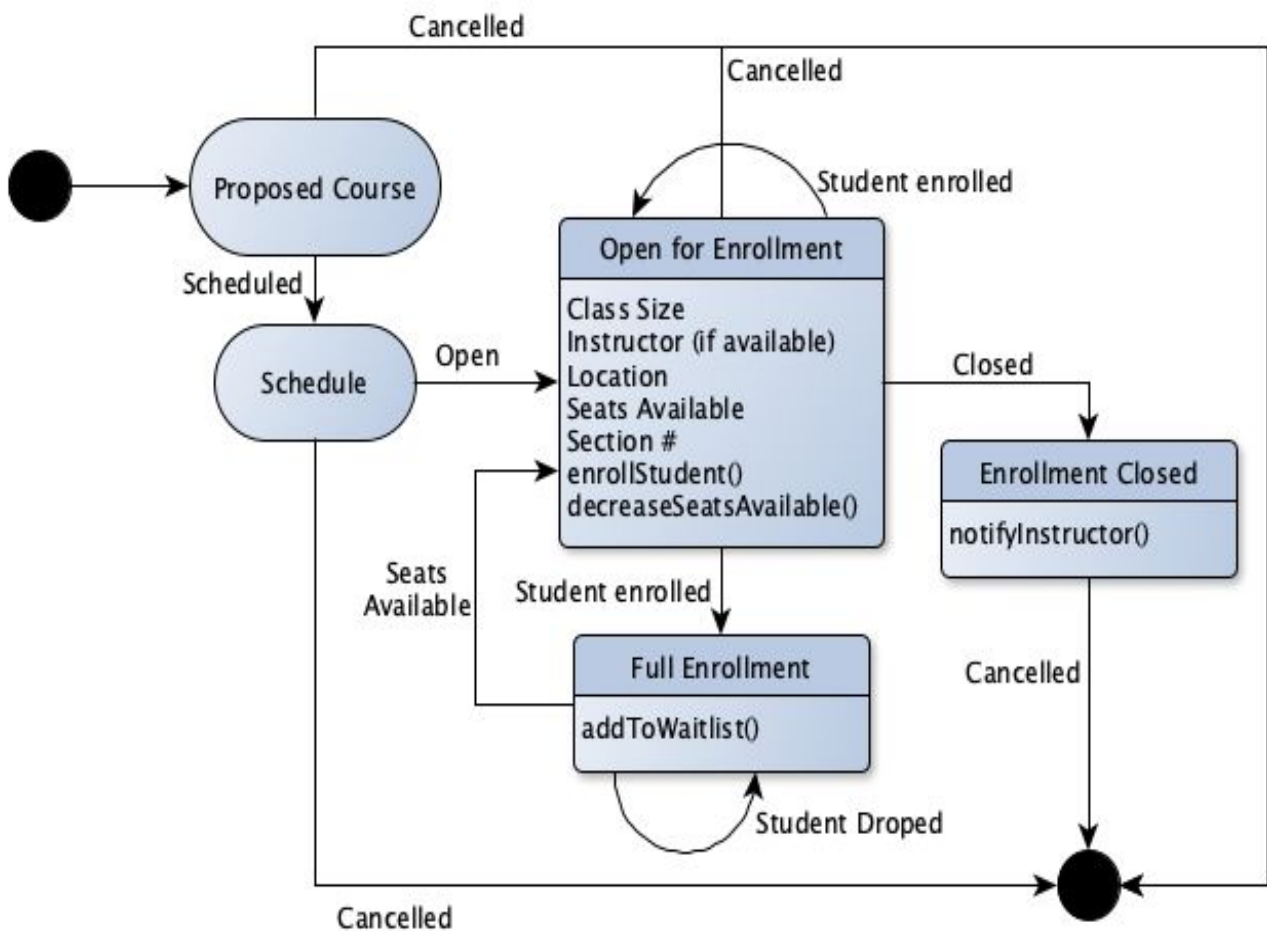 Cancelled
Cancelled
Student enrolled
Proposed Course
Scheduled
Open for Enrollment
Class Size
Instructor (if available)
Location
Seats Available
Section #
enrollStudent()
decreaseSeatsAvailable()
Open
Schedule
Closed
Enrollment Closed
notifyInstructor()
Seats
Available
Student enrolled
Full Enrollment
addToWaitlist()
Cancelled
Student Droped
Cancelled